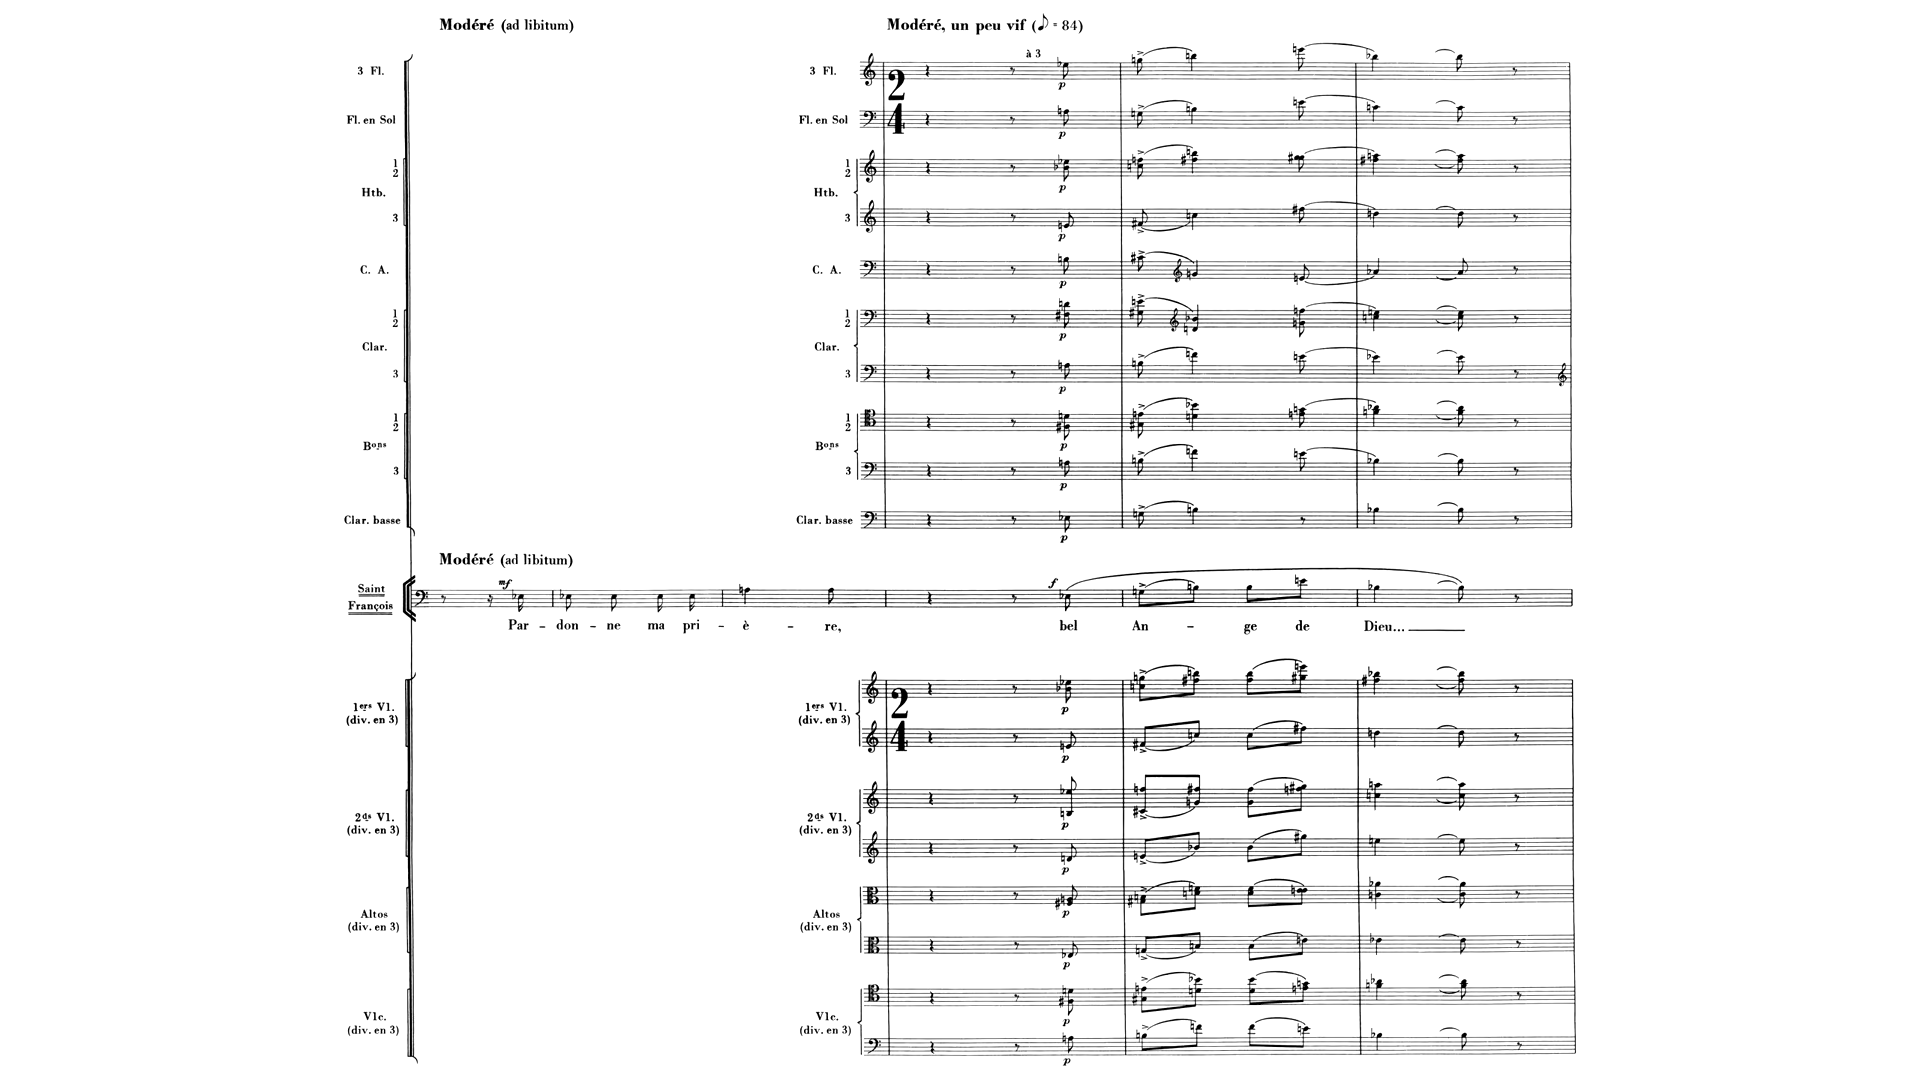 Modéré (ad libitum) Modéré, un peu vif (♪ = 84)
à 3
3 Fl. 3 Fl.
p
2
4
Fl. en Sol Fl. en Sol
p
1 1
2 2
p
Htb. Htb.
3 3
p
C. A. C. A.
p
1 1
2 2
p
Clar. Clar.
3 3
p
1 1
2 2
p
Bons Bons
3 3
p
Clar. basse Clar. basse
p
Modéré (ad libitum)
mf f
Saint
François
Par – don – ne ma pri – è – re, bel An – ge de Dieu...
1ers Vl. 1ers Vl.
(div. en 3) (div. en 3)
2
4
p
p
2ds Vl. 2ds Vl.
(div. en 3) (div. en 3)
p
p
Altos Altos
(div. en 3) (div. en 3)
p
p
Vlc. Vlc.
(div. en 3) (div. en 3)
p
p